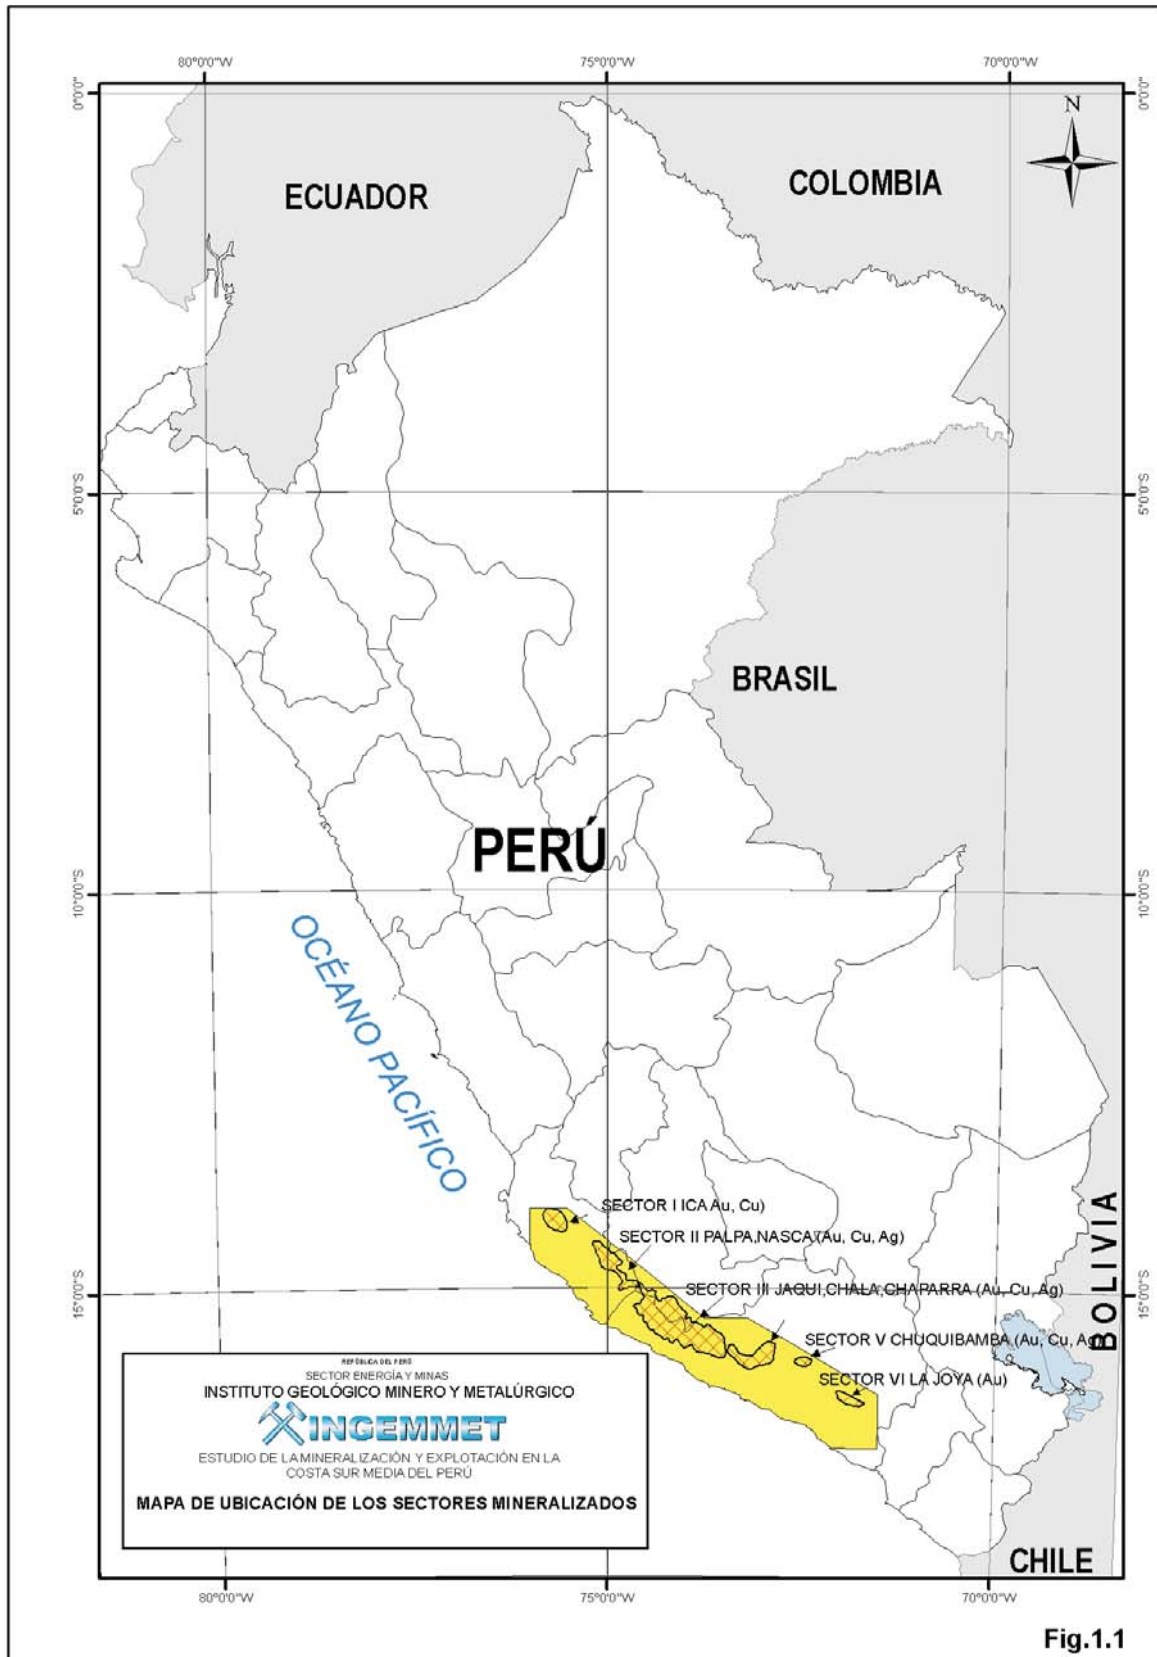 80°0'0"W
75°0'0"W
70°0'0"W
0°0'0"
0°0'0"
N
ECUADOR
COLOMBIA
5°0'0"S
5°0'0"S
BRASIL
PERÚ
10°0'0"S
10°0'0"S
OCÉANO PACÍFICO
BOLIVIA
SECTOR I ICA Au, Cu)
SECTOR II PALPA,NASCA (Au, Cu, Ag)
15°0'0"S
15°0'0"S
SECTOR III JAQUI,CHALA,CHAPARRA (Au, Cu, Ag)
SECTOR V CHUQUIBAMBA (Au, Cu, Ag)
SECTOR VI LA JOYA (Au)
REPÚBLICA DEL PERÚ
SECTOR ENERGÍA Y MINAS
INSTITUTO GEOLÓGICO MINERO Y METALÚRGICO
INGEMMET
ESTUDIO DE LA MINERALIZACIÓN Y EXPLOTACIÓN EN LA
COSTA SUR MEDIA DEL PERÚ
MAPA DE UBICACIÓN DE LOS SECTORES MINERALIZADOS
CHILE
80°0'0"W
75°0'0"W
70°0'0"W
Fig.1.1